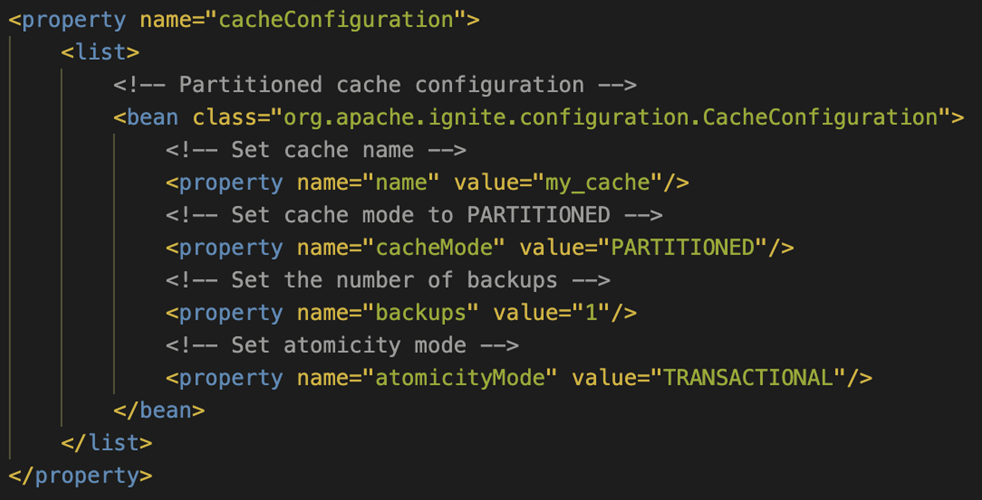 <property name="cacheConfiguration">
    <list>
        <!-- Partitioned cache configuration -->
        <bean class="org.apache.ignite.configuration.CacheConfiguration">
            <!-- Set cache name -->
            <property name="name" value="my_cache"/>
            <!-- Set cache mode to PARTITIONED -->
            <property name="cacheMode" value="PARTITIONED"/>
            <!-- Set the number of backups -->
            <property name="backups" value="1"/>
            <!-- Set atomicity mode -->
            <property name="atomicityMode" value="TRANSACTIONAL"/>
        </bean>
    </list>
</property>